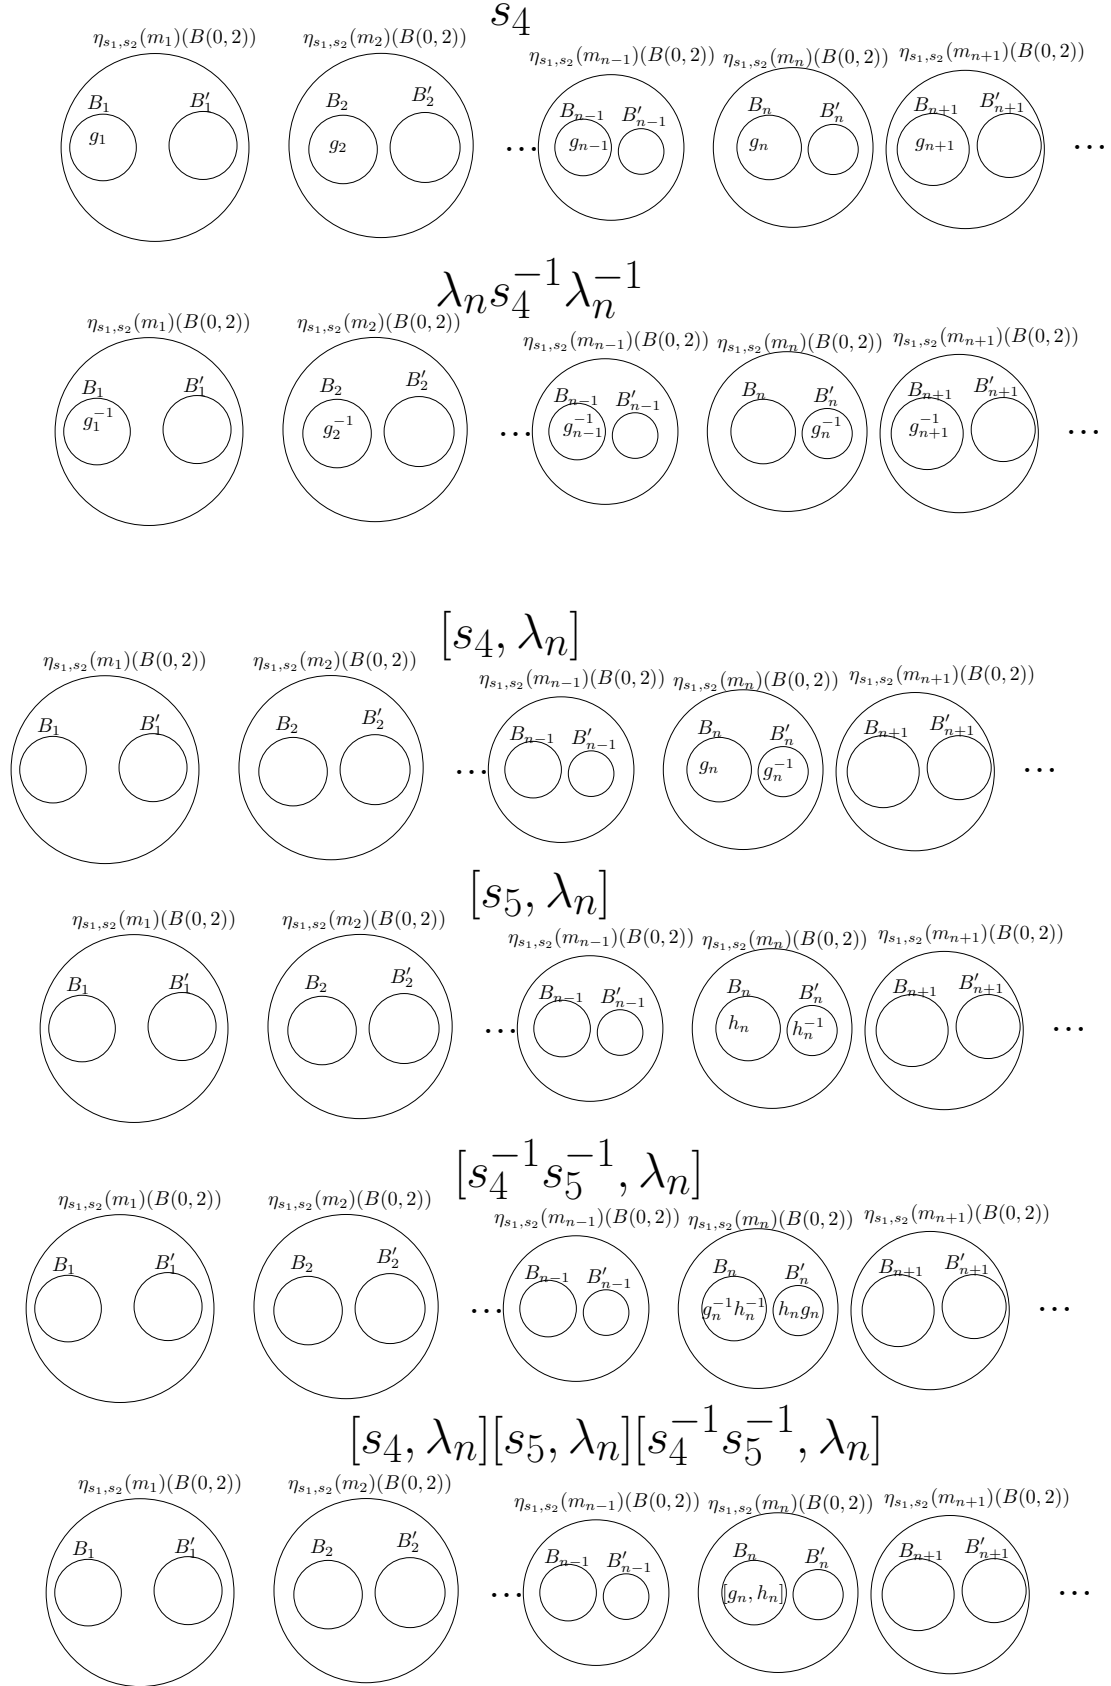 s_4
η_{s_1,s_2}(m_1)(B(0,2)) η_{s_1,s_2}(m_2)(B(0,2)) η_{s_1,s_2}(m_{n-1})(B(0,2)) η_{s_1,s_2}(m_n)(B(0,2)) η_{s_1,s_2}(m_{n+1})(B(0,2))
B_1 B'_1 B_2 B'_2 B_{n-1} B'_{n-1} B_n B'_n B_{n+1} B'_{n+1}
g_1 g_2 ... g_{n-1} g_n g_{n+1} ...
λ_n s_4^{-1} λ_n^{-1}
η_{s_1,s_2}(m_1)(B(0,2)) η_{s_1,s_2}(m_2)(B(0,2)) η_{s_1,s_2}(m_{n-1})(B(0,2)) η_{s_1,s_2}(m_n)(B(0,2)) η_{s_1,s_2}(m_{n+1})(B(0,2))
B_1 B'_1 B_2 B'_2 B_{n-1} B'_{n-1} B_n B'_n B_{n+1} B'_{n+1}
g_1^{-1} g_2^{-1} ... g_{n-1}^{-1} g_n^{-1} g_{n+1}^{-1} ...
[s_4, λ_n]
η_{s_1,s_2}(m_1)(B(0,2)) η_{s_1,s_2}(m_2)(B(0,2)) η_{s_1,s_2}(m_{n-1})(B(0,2)) η_{s_1,s_2}(m_n)(B(0,2)) η_{s_1,s_2}(m_{n+1})(B(0,2))
B_1 B'_1 B_2 B'_2 B_{n-1} B'_{n-1} B_n B'_n B_{n+1} B'_{n+1}
... g_n g_n^{-1} ...
[s_5, λ_n]
η_{s_1,s_2}(m_1)(B(0,2)) η_{s_1,s_2}(m_2)(B(0,2)) η_{s_1,s_2}(m_{n-1})(B(0,2)) η_{s_1,s_2}(m_n)(B(0,2)) η_{s_1,s_2}(m_{n+1})(B(0,2))
B_1 B'_1 B_2 B'_2 B_{n-1} B'_{n-1} B_n B'_n B_{n+1} B'_{n+1}
... h_n h_n^{-1} ...
[s_4^{-1} s_5^{-1}, λ_n]
η_{s_1,s_2}(m_1)(B(0,2)) η_{s_1,s_2}(m_2)(B(0,2)) η_{s_1,s_2}(m_{n-1})(B(0,2)) η_{s_1,s_2}(m_n)(B(0,2)) η_{s_1,s_2}(m_{n+1})(B(0,2))
B_1 B'_1 B_2 B'_2 B_{n-1} B'_{n-1} B_n B'_n B_{n+1} B'_{n+1}
... g_n^{-1} h_n^{-1} h_n g_n ...
[s_4, λ_n][s_5, λ_n][s_4^{-1} s_5^{-1}, λ_n]
η_{s_1,s_2}(m_1)(B(0,2)) η_{s_1,s_2}(m_2)(B(0,2)) η_{s_1,s_2}(m_{n-1})(B(0,2)) η_{s_1,s_2}(m_n)(B(0,2)) η_{s_1,s_2}(m_{n+1})(B(0,2))
B_1 B'_1 B_2 B'_2 B_{n-1} B'_{n-1} B_n B'_n B_{n+1} B'_{n+1}
... [g_n, h_n] ...